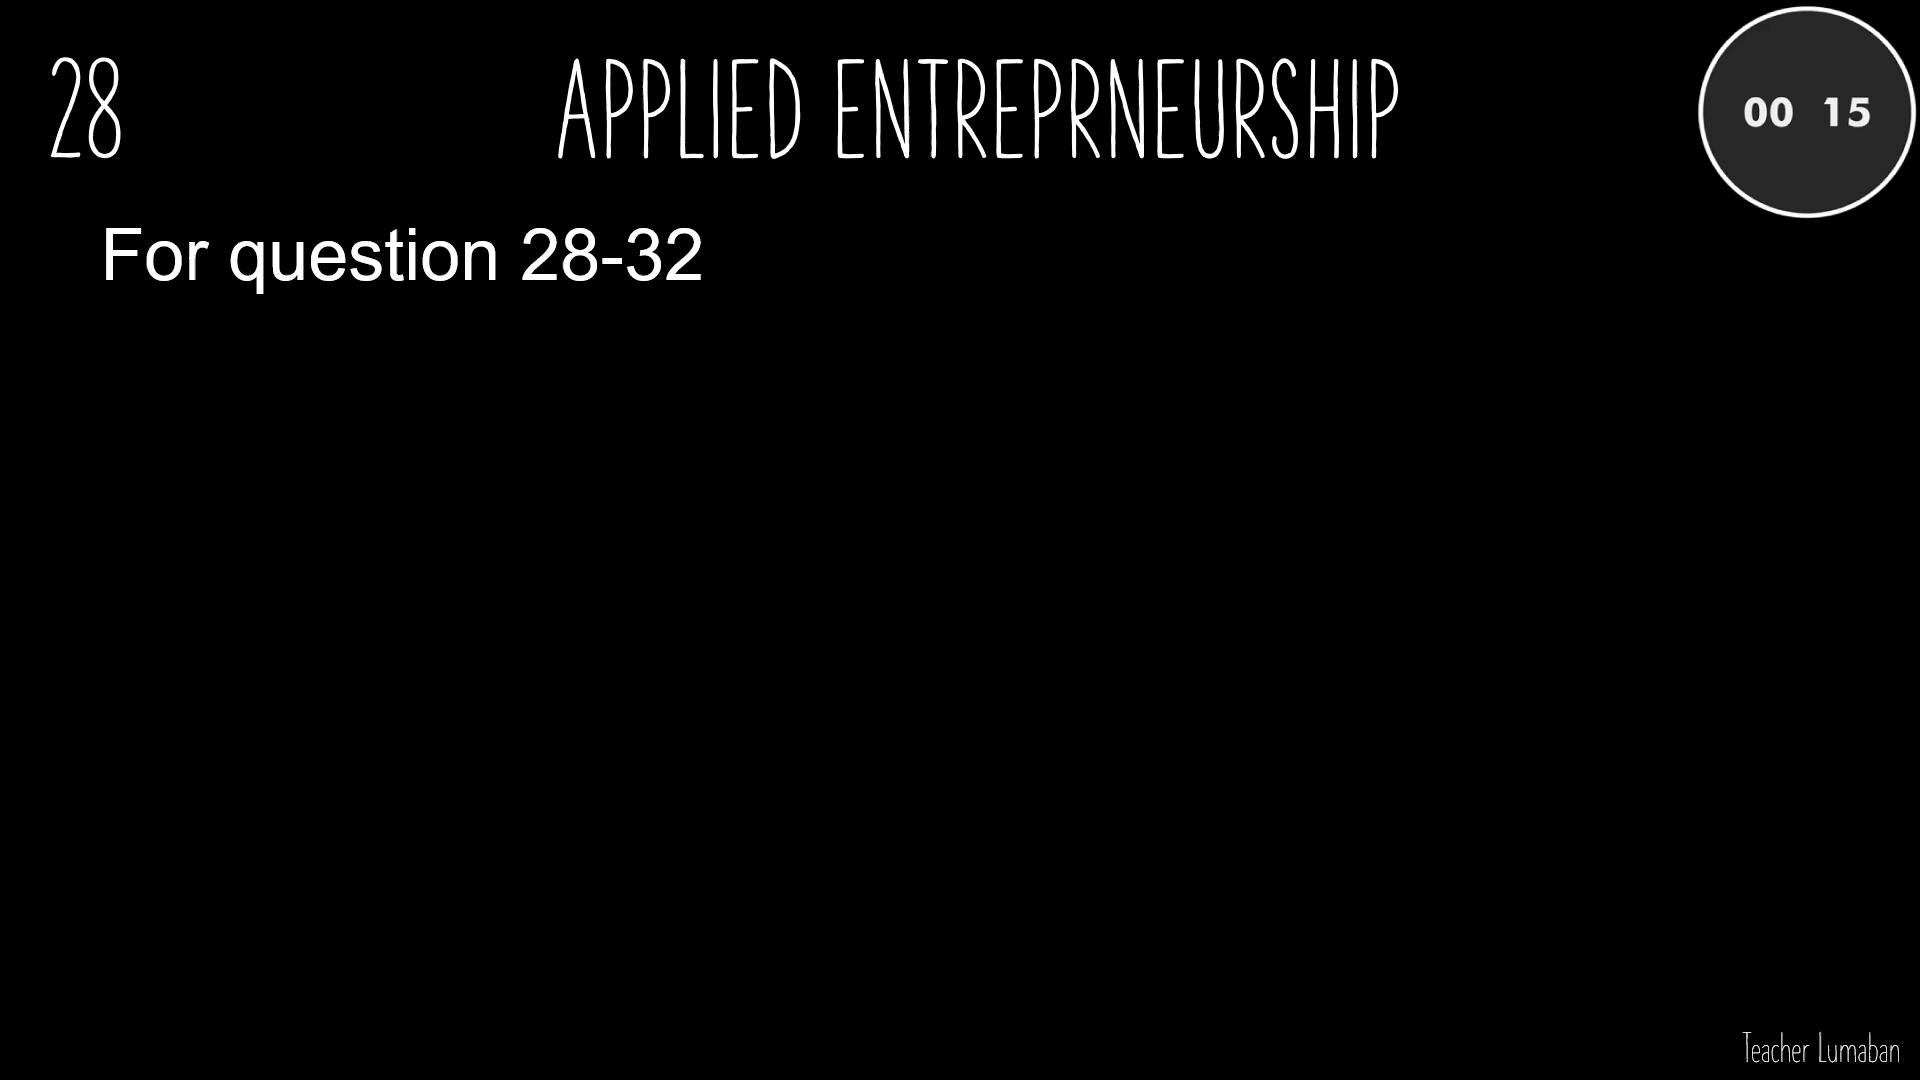 28
APPLIED ENTREPRNEURSHIP
00 15
For question 28-32
Teacher Lumaban